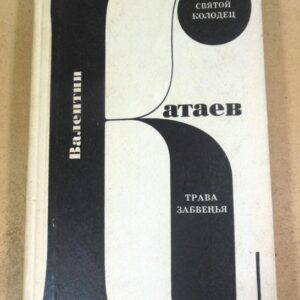 СВЯТОЙ
КОЛОДЕЦ
Валентин
Катаев
ТРАВА
ЗАБВЕНЬЯ